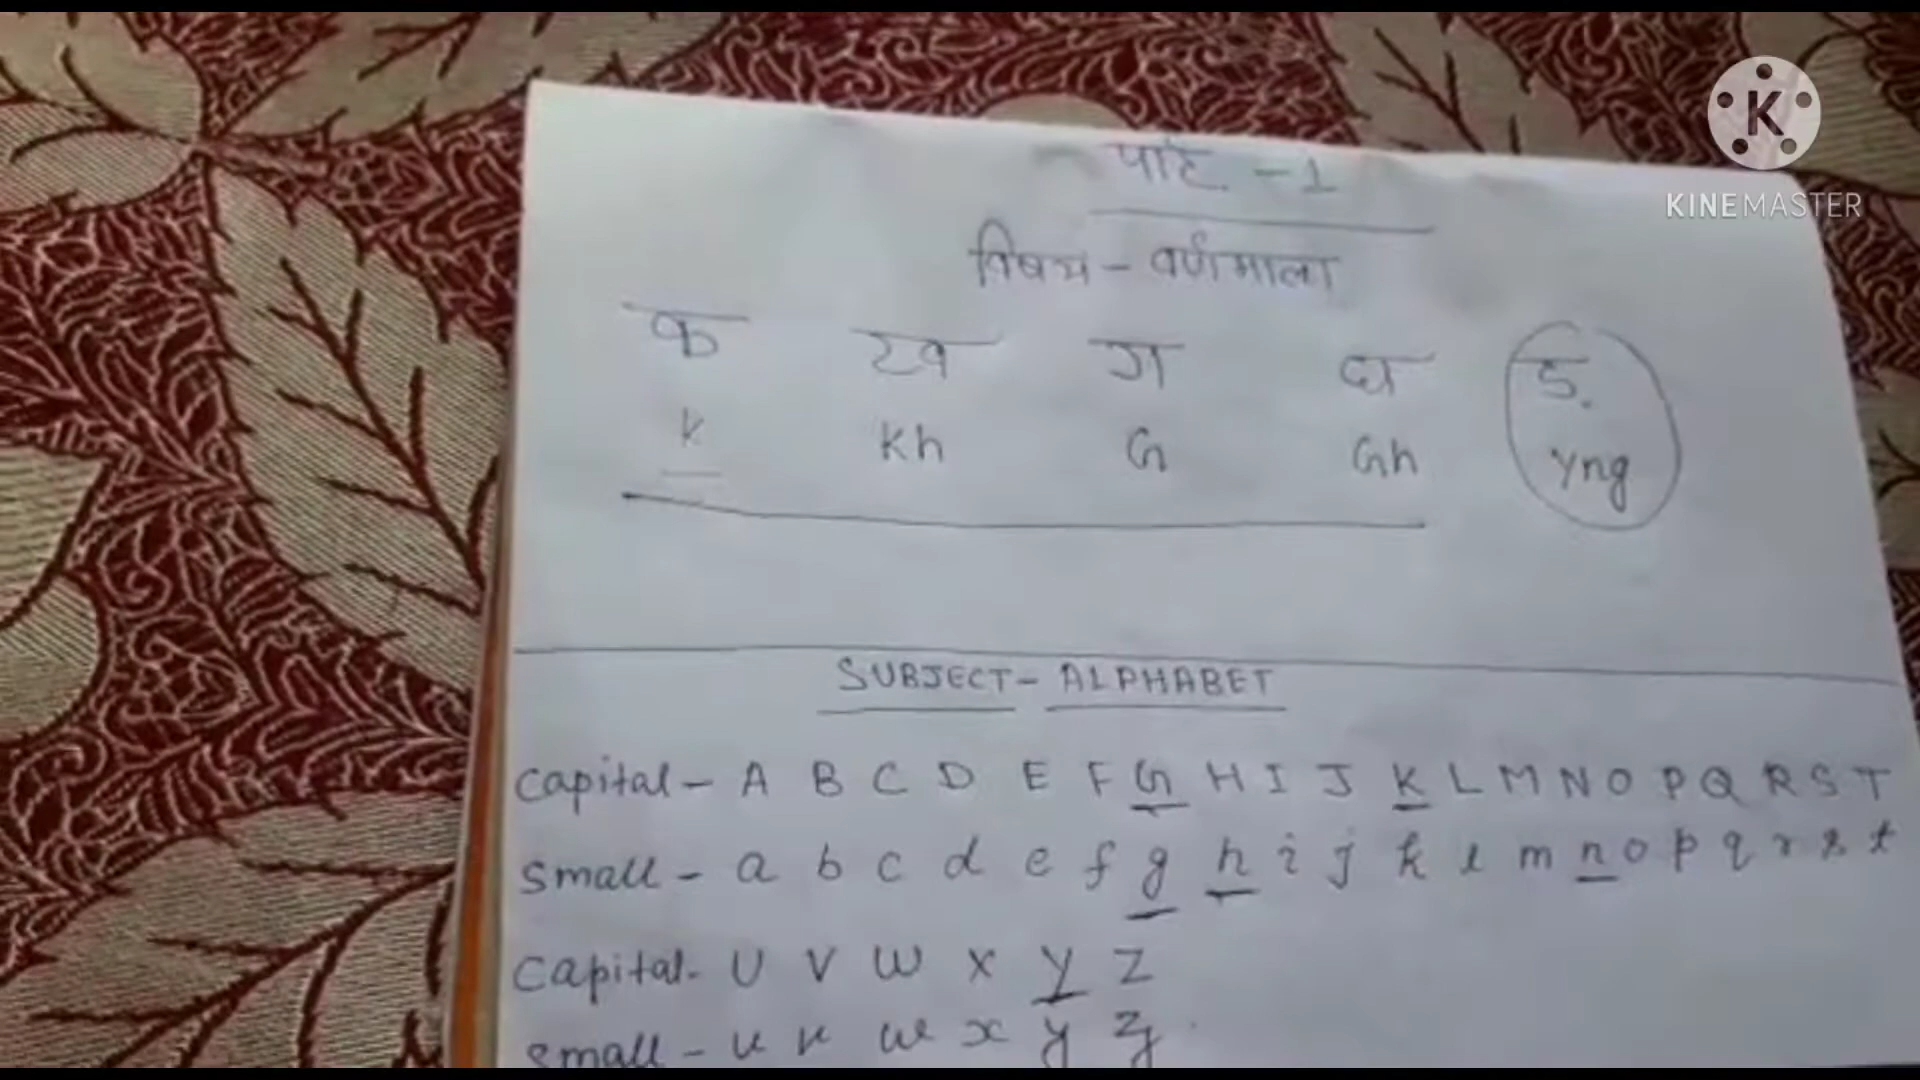 पाठ - 1
विषय - वर्णमाला
क ख ग घ ङ
K Kh G Gh yng
SUBJECT - ALPHABET
Capital - A B C D E F G H I J K L M N O P Q R S T
Small - a b c d e f g h i j k l m n o p q r s t
Capital - U V W X Y Z
Small - u v w x y z
K
KINEMASTER